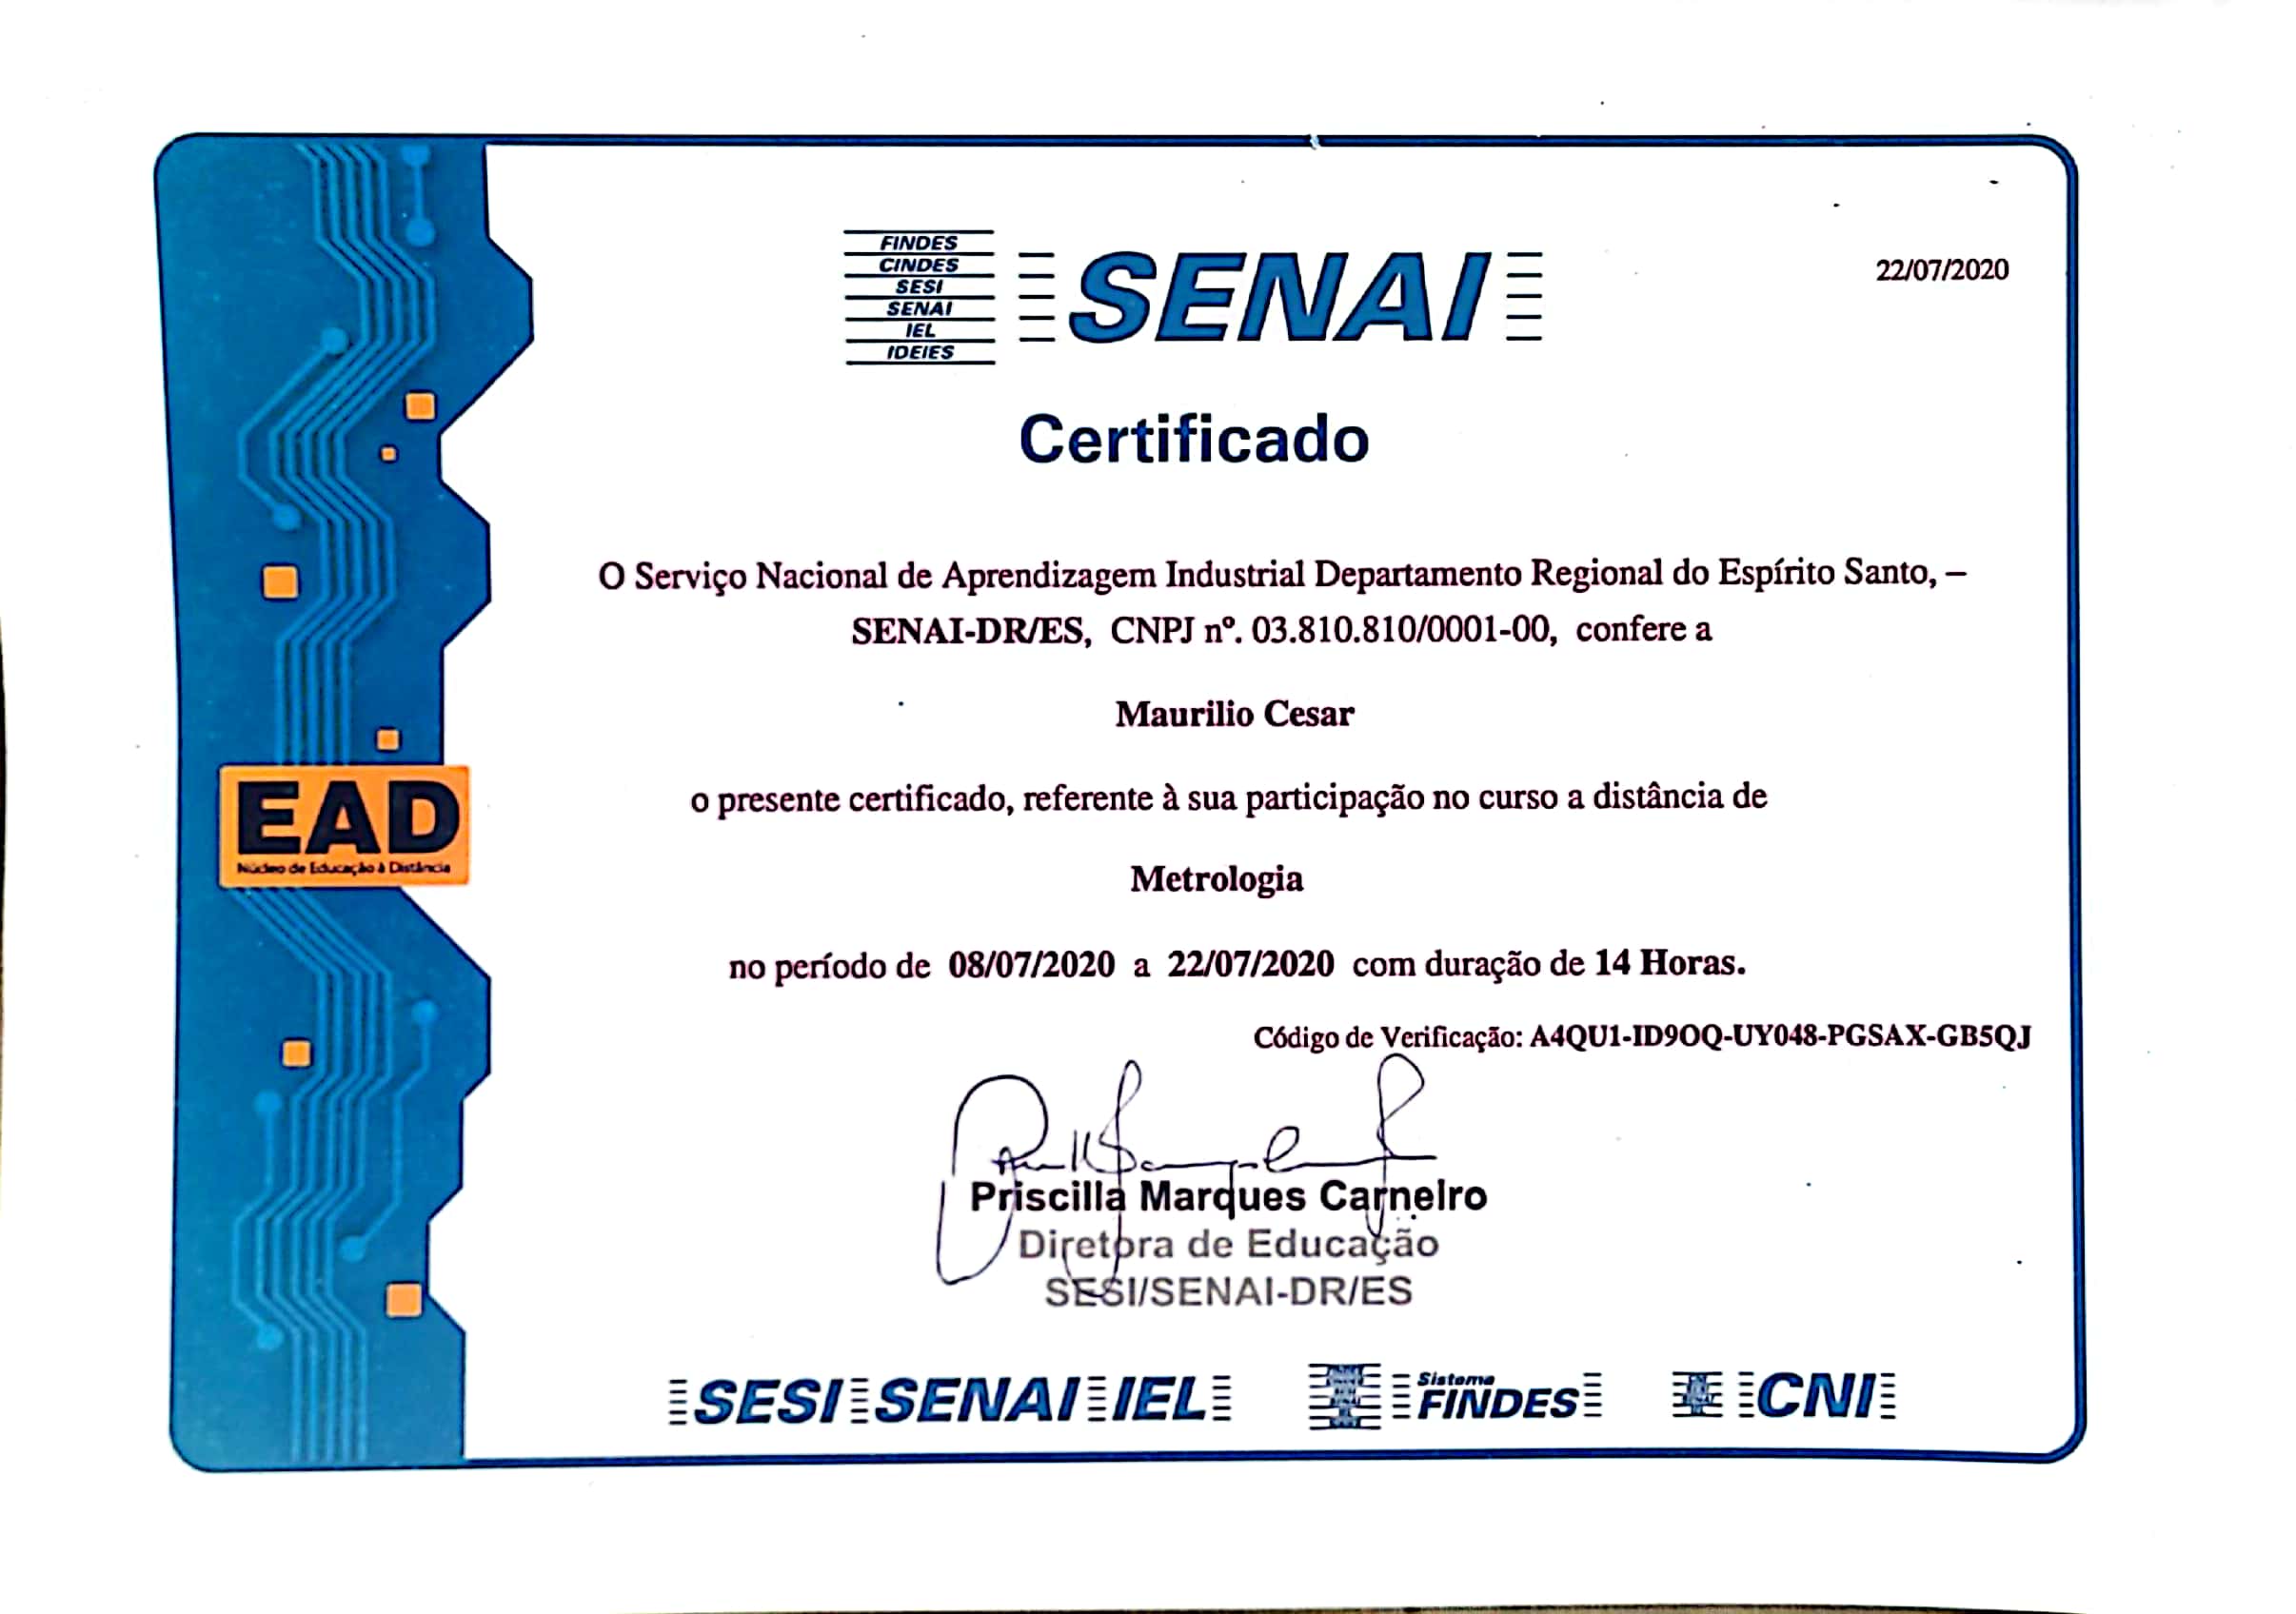 FINDES
CINDES
SESI
SENAI
IEL
IDEIES
SENAI
22/07/2020
Certificado
O Serviço Nacional de Aprendizagem Industrial Departamento Regional do Espírito Santo, –
SENAI-DR/ES, CNPJ nº. 03.810.810/0001-00, confere a
Maurilio Cesar
o presente certificado, referente à sua participação no curso a distância de
EAD
Núcleo de Educação à Distância
Metrologia
no período de 08/07/2020 a 22/07/2020 com duração de 14 Horas.
Código de Verificação: A4QU1-ID9OQ-UY048-PGSAX-GB5QJ
Priscilla Marques Carneiro
Diretora de Educação
SESI/SENAI-DR/ES
SESI SENAI IEL
Sistema
FINDES
CNI